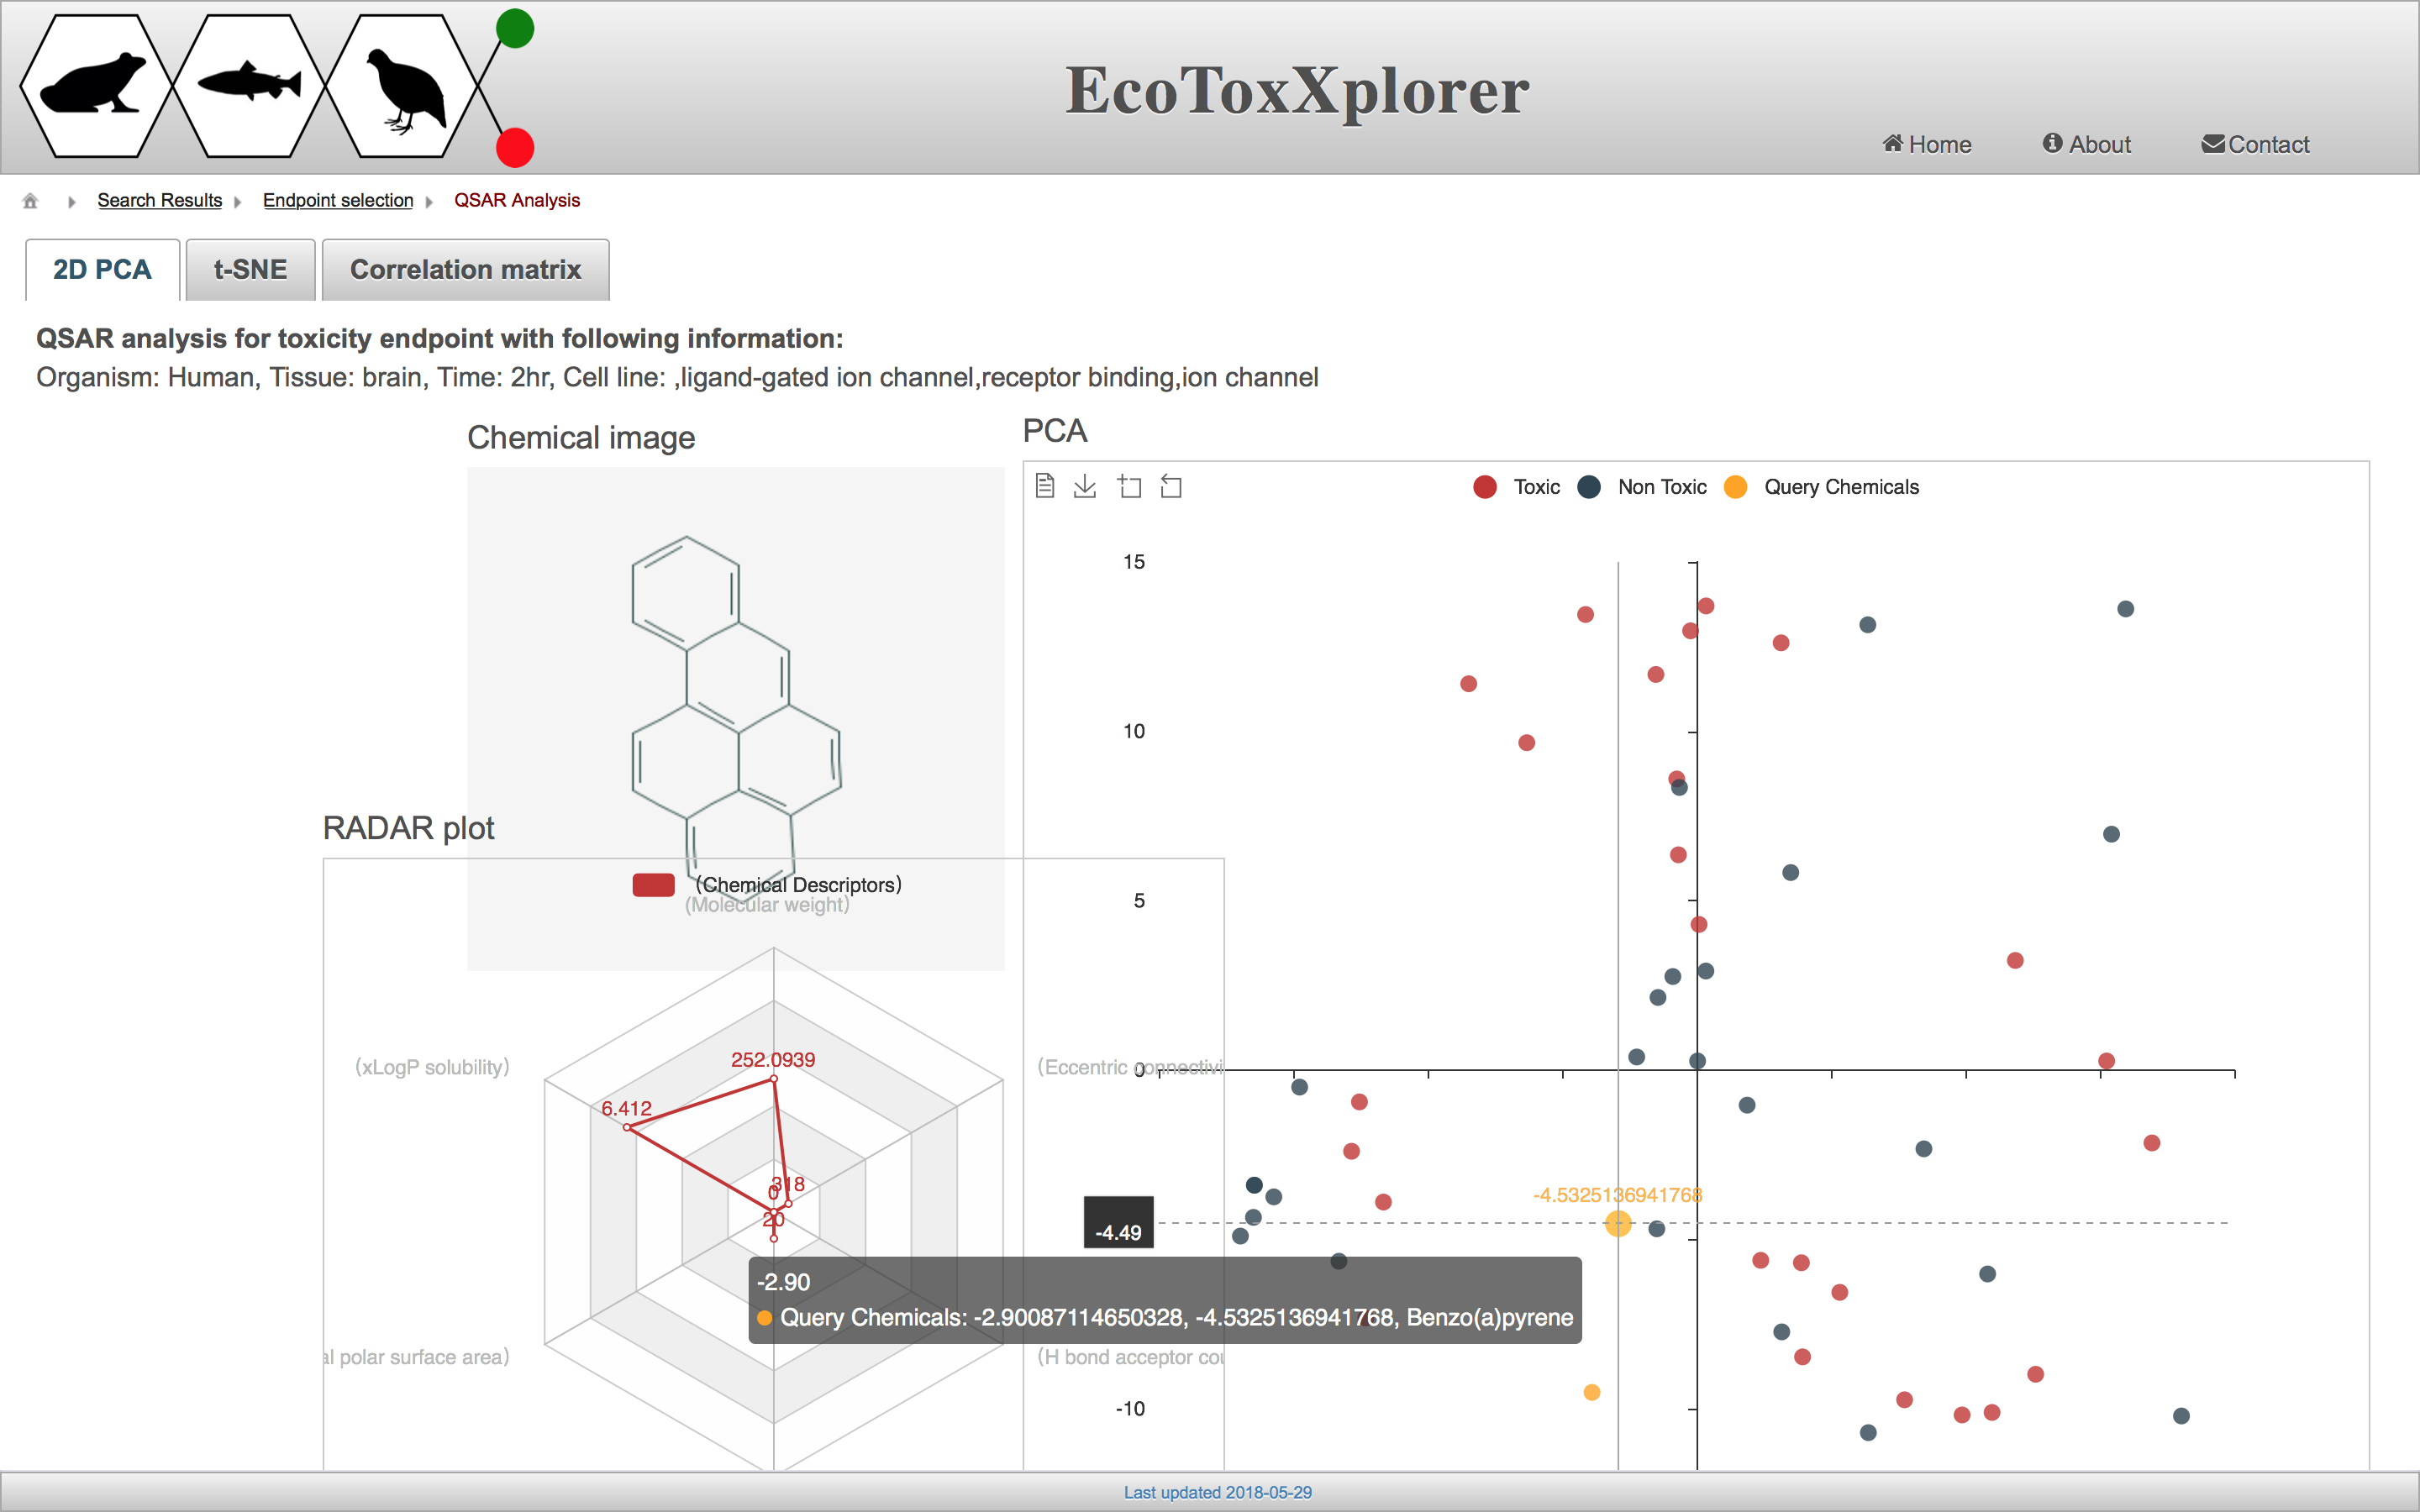 EcoToxXplorer
Home About Contact
Search Results Endpoint selection QSAR Analysis
2D PCA t-SNE Correlation matrix
QSAR analysis for toxicity endpoint with following information:
Organism: Human, Tissue: brain, Time: 2hr, Cell line: ,ligand-gated ion channel,receptor binding,ion channel
Chemical image
PCA
Toxic Non Toxic Query Chemicals
15
10
5
0
-10
RADAR plot
(Chemical Descriptors)
(Molecular weight)
(xLogP solubility)
(Eccentric connectivi
252.0939
6.412
318
0
20
al polar surface area)
(H bond acceptor cou
-4.5325136941768
-4.49
-2.90
Query Chemicals: -2.90087114650328, -4.5325136941768, Benzo(a)pyrene
Last updated 2018-05-29